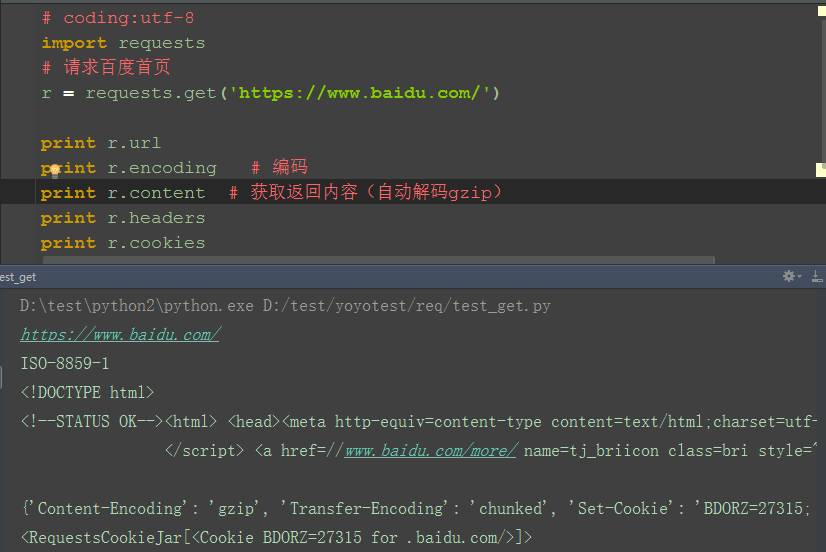 # coding:utf-8
import requests
# 请求百度首页
r = requests.get('https://www.baidu.com/')
print r.url
print r.encoding   # 编码
print r.content  # 获取返回内容（自动解码gzip）
print r.headers
print r.cookies
est_get
D:\test\python2\python.exe D:/test/yoyotest/req/test_get.py
https://www.baidu.com/
ISO-8859-1
<!DOCTYPE html>
<!--STATUS OK--><html> <head><meta http-equiv=content-type content=text/html;charset=utf-
</script> <a href=//www.baidu.com/more/ name=tj_briicon class=bri style="
{'Content-Encoding': 'gzip', 'Transfer-Encoding': 'chunked', 'Set-Cookie': 'BDORZ=27315;
<RequestsCookieJar[<Cookie BDORZ=27315 for .baidu.com/>]>